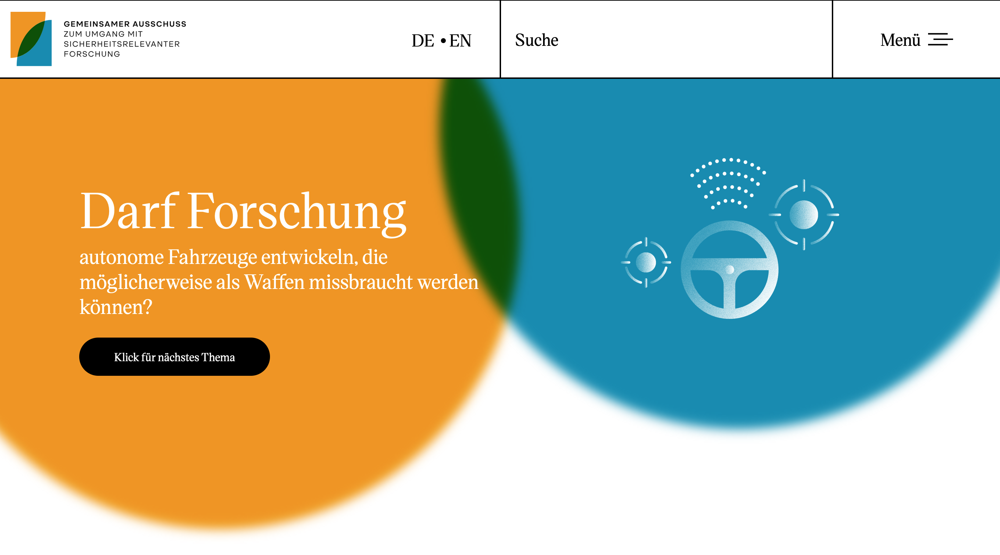 GEMEINSAMER AUSSCHUSS
ZUM UMGANG MIT
SICHERHEITSRELEVANTER
FORSCHUNG
DE • EN
Suche
Menü
Darf Forschung
autonome Fahrzeuge entwickeln, die
möglicherweise als Waffen missbraucht werden
können?
Klick für nächstes Thema